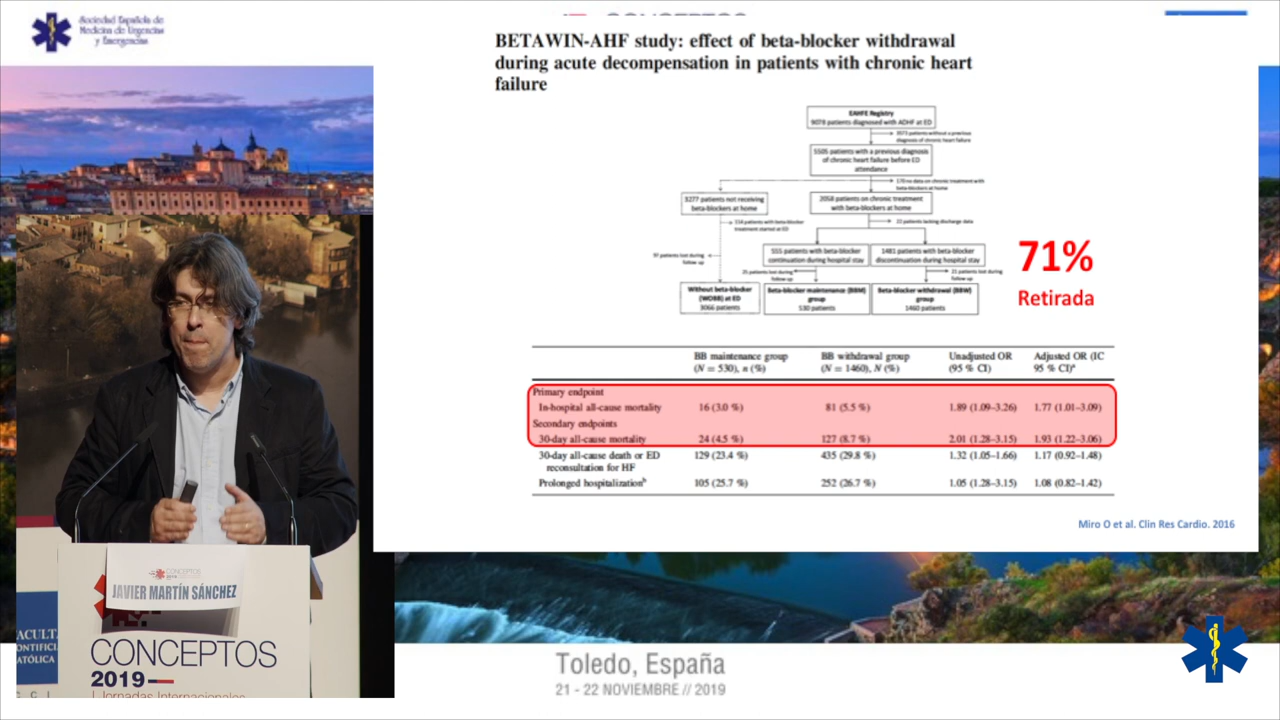 Sociedad Española de
Medicina de Urgencias
y Emergencias
BETAWIN-AHF study: effect of beta-blocker withdrawal
during acute decompensation in patients with chronic heart
failure
EAHFE Registry
9078 patients diagnosed with ADHF at ED
3573 patients without a previous
diagnosis of chronic heart failure
5505 patients with a previous diagnosis
of chronic heart failure before ED
attendance
170 no data on chronic treatment with
beta-blockers at home
3277 patients not receiving
beta-blockers at home
2058 patients on chronic treatment
with beta-blockers at home
114 patients with beta-blocker
treatment started at ED
22 patients lacking discharge data
97 patients lost during
follow up
555 patients with beta-blocker
continuation during hospital stay
1481 patients with beta-blocker
discontinuation during hospital stay
25 patients lost during
follow up
21 patients lost during
follow up
Without beta-blocker
(WOBB) at ED
3066 patients
Beta-blocker maintenance (BBM)
group
530 patients
Beta-blocker withdrawal (BBW)
group
1460 patients
71%
Retirada
BB maintenance group
(N = 530), n (%)
BB withdrawal group
(N = 1460), N (%)
Unadjusted OR
(95 % CI)
Adjusted OR (IC
95 % CI)ᵃ
Primary endpoint
In-hospital all-cause mortality 16 (3.0 %) 81 (5.5 %) 1.89 (1.09–3.26) 1.77 (1.01–3.09)
Secondary endpoints
30-day all-cause mortality 24 (4.5 %) 127 (8.7 %) 2.01 (1.28–3.15) 1.93 (1.22–3.06)
30-day all-cause death or ED
reconsultation for HF 129 (23.4 %) 435 (29.8 %) 1.32 (1.05–1.66) 1.17 (0.92–1.48)
Prolonged hospitalizationᵇ 105 (25.7 %) 252 (26.7 %) 1.05 (1.28–3.15) 1.08 (0.82–1.42)
Miro O et al. Clin Res Cardio. 2016
CONCEPTOS
JAVIER MARTÍN SÁNCHEZ
CONCEPTOS
2019
I Jornadas Internacionales
Toledo, España
21 - 22 NOVIEMBRE // 2019